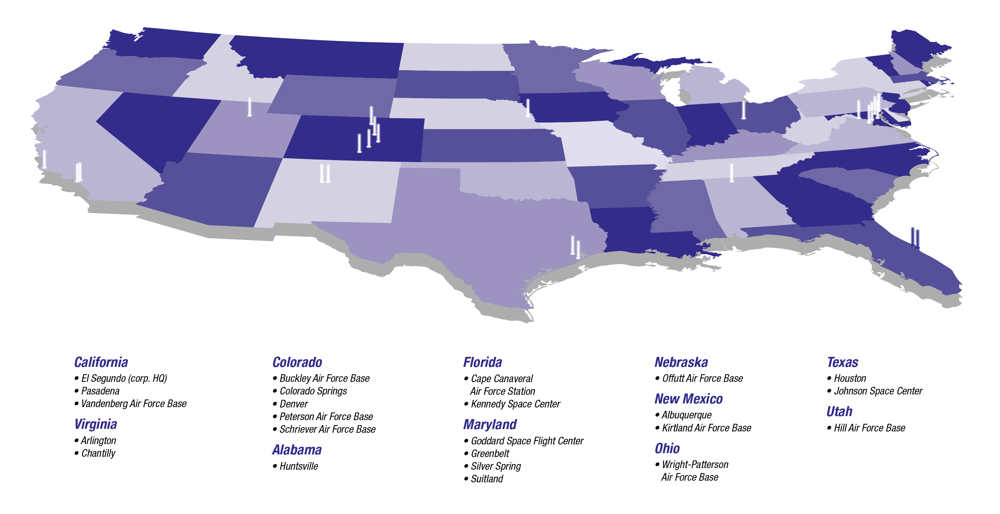 California
• El Segundo (corp. HQ)
• Pasadena
• Vandenberg Air Force Base
Virginia
• Arlington
• Chantilly
Colorado
• Buckley Air Force Base
• Colorado Springs
• Denver
• Peterson Air Force Base
• Schriever Air Force Base
Alabama
• Huntsville
Florida
• Cape Canaveral
Air Force Station
• Kennedy Space Center
Maryland
• Goddard Space Flight Center
• Greenbelt
• Silver Spring
• Suitland
Nebraska
• Offutt Air Force Base
New Mexico
• Albuquerque
• Kirtland Air Force Base
Ohio
• Wright-Patterson
Air Force Base
Texas
• Houston
• Johnson Space Center
Utah
• Hill Air Force Base